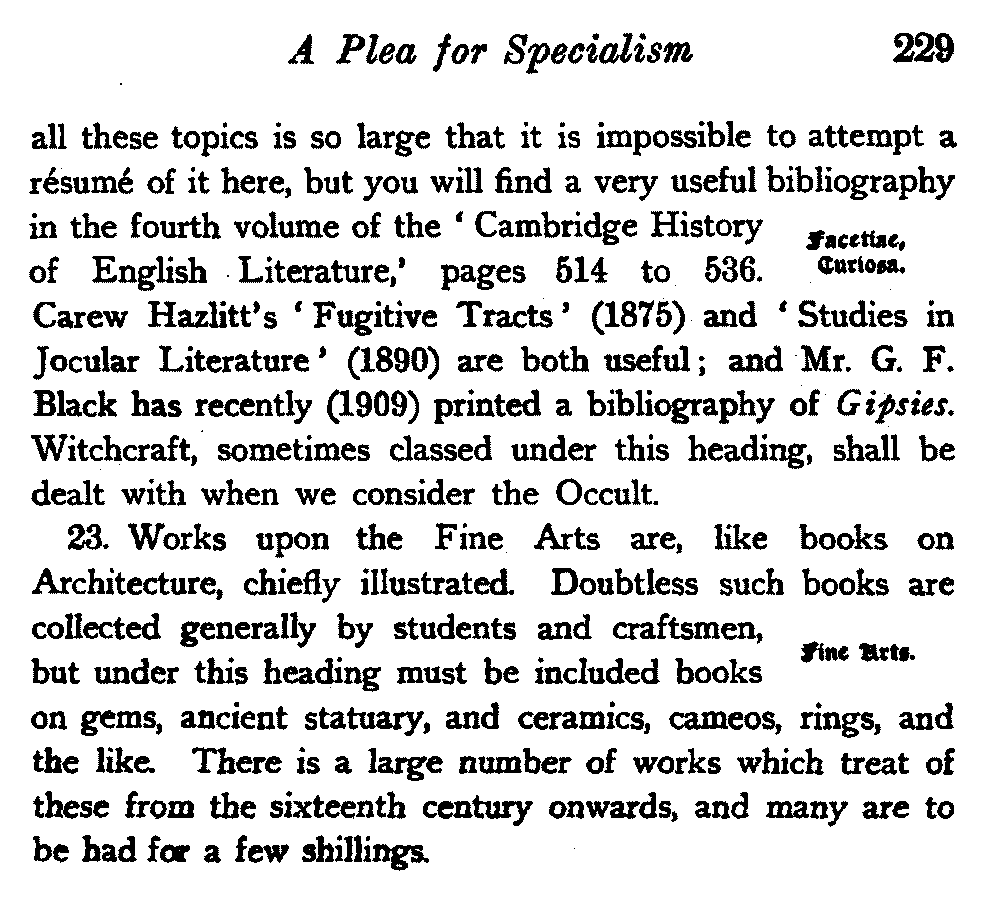 A Plea for Specialism 229
all these topics is so large that it is impossible to attempt a
résumé of it here, but you will find a very useful bibliography
in the fourth volume of the ‘ Cambridge History
of English Literature,’ pages 514 to 536.
Facetiae,
Curiosa.
Carew Hazlitt’s ‘ Fugitive Tracts ’ (1875) and ‘ Studies in
Jocular Literature ’ (1890) are both useful ; and Mr. G. F.
Black has recently (1909) printed a bibliography of Gipsies.
Witchcraft, sometimes classed under this heading, shall be
dealt with when we consider the Occult.
23. Works upon the Fine Arts are, like books on
Architecture, chiefly illustrated. Doubtless such books are
collected generally by students and craftsmen,
but under this heading must be included books
Fine Arts.
on gems, ancient statuary, and ceramics, cameos, rings, and
the like. There is a large number of works which treat of
these from the sixteenth century onwards, and many are to
be had for a few shillings.